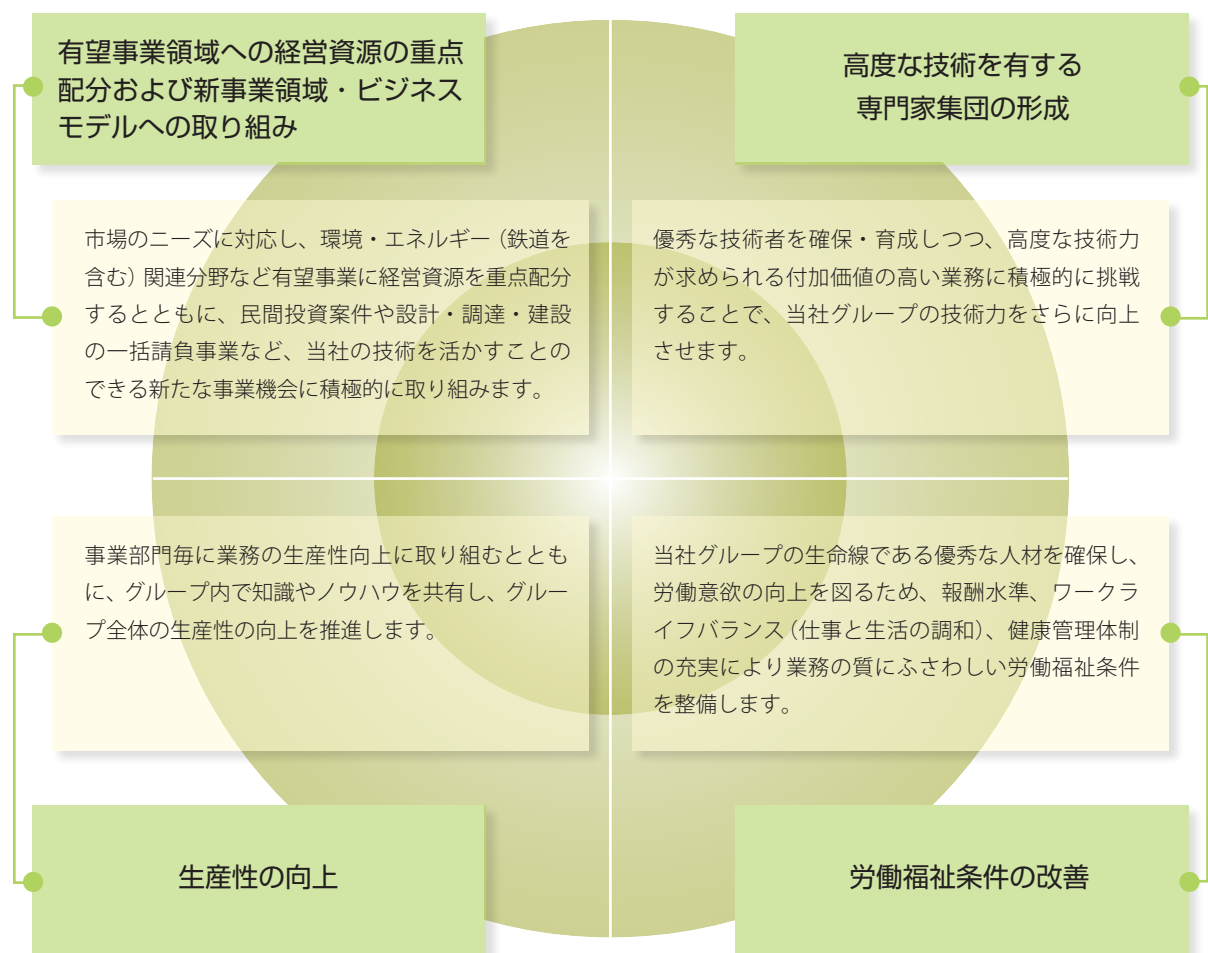 有望事業領域への経営資源の重点
配分および新事業領域・ビジネス
モデルへの取り組み
市場のニーズに対応し、環境・エネルギー（鉄道を
含む）関連分野など有望事業に経営資源を重点配分
するとともに、民間投資案件や設計・調達・建設
の一括請負事業など、当社の技術を活かすことの
できる新たな事業機会に積極的に取り組みます。
高度な技術を有する
専門家集団の形成
優秀な技術者を確保・育成しつつ、高度な技術力
が求められる付加価値の高い業務に積極的に挑戦
することで、当社グループの技術力をさらに向上
させます。
事業部門毎に業務の生産性向上に取り組むととも
に、グループ内で知識やノウハウを共有し、グルー
プ全体の生産性の向上を推進します。
生産性の向上
当社グループの生命線である優秀な人材を確保し、
労働意欲の向上を図るため、報酬水準、ワークラ
イフバランス（仕事と生活の調和）、健康管理体制
の充実により業務の質にふさわしい労働福祉条件
を整備します。
労働福祉条件の改善